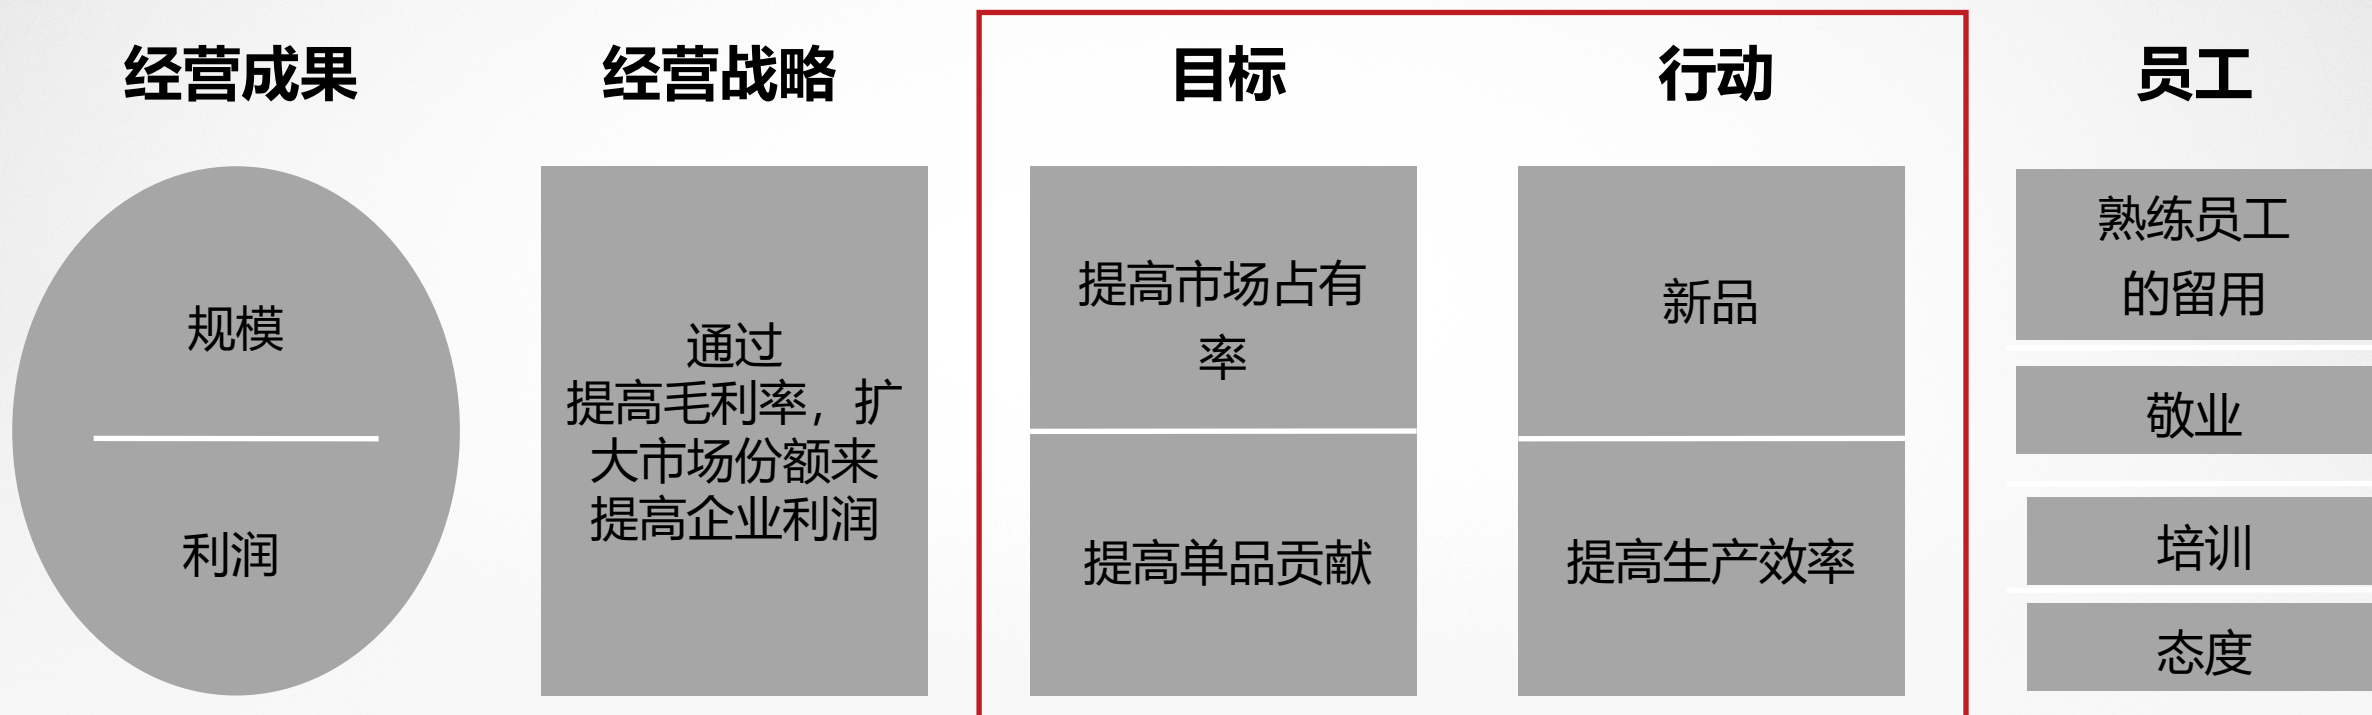 经营成果
经营战略
目标
行动
员工
规模
利润
通过
提高毛利率，扩
大市场份额来
提高企业利润
提高市场占有
率
提高单品贡献
新品
提高生产效率
熟练员工
的留用
敬业
培训
态度